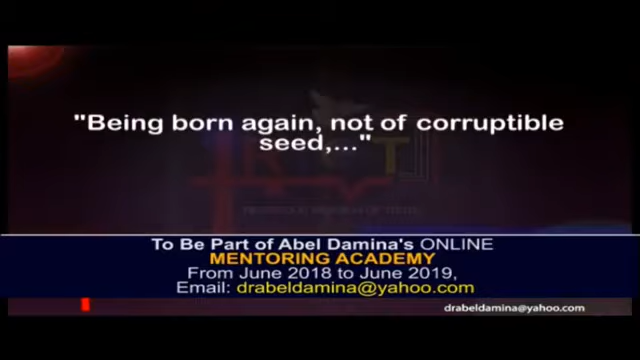 "Being born again, not of corruptible
seed,..."
To Be Part of Abel Damina's ONLINE
MENTORING ACADEMY
From June 2018 to June 2019,
Email: drabeldamina@yahoo.com
drabeldamina@yahoo.com